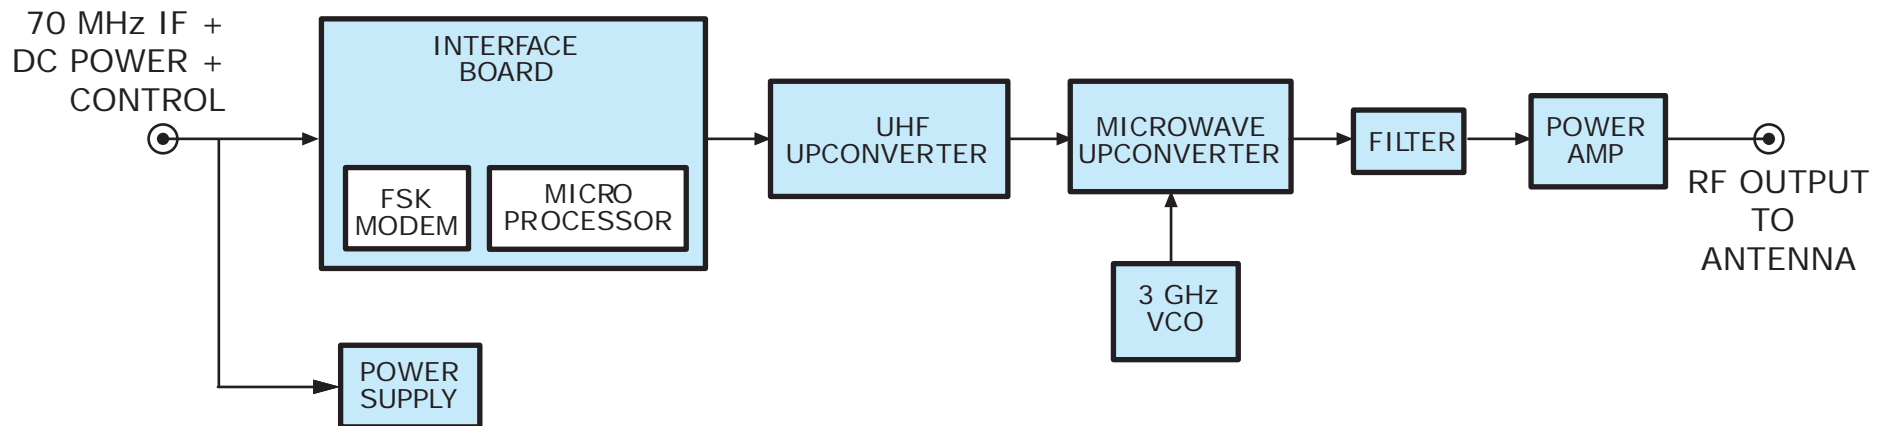 70 MHz IF +
DC POWER +
CONTROL
INTERFACE
BOARD
FSK
MODEM
MICRO
PROCESSOR
UHF
UPCONVERTER
MICROWAVE
UPCONVERTER
FILTER
POWER
AMP
RF OUTPUT
TO
ANTENNA
3 GHz
VCO
POWER
SUPPLY